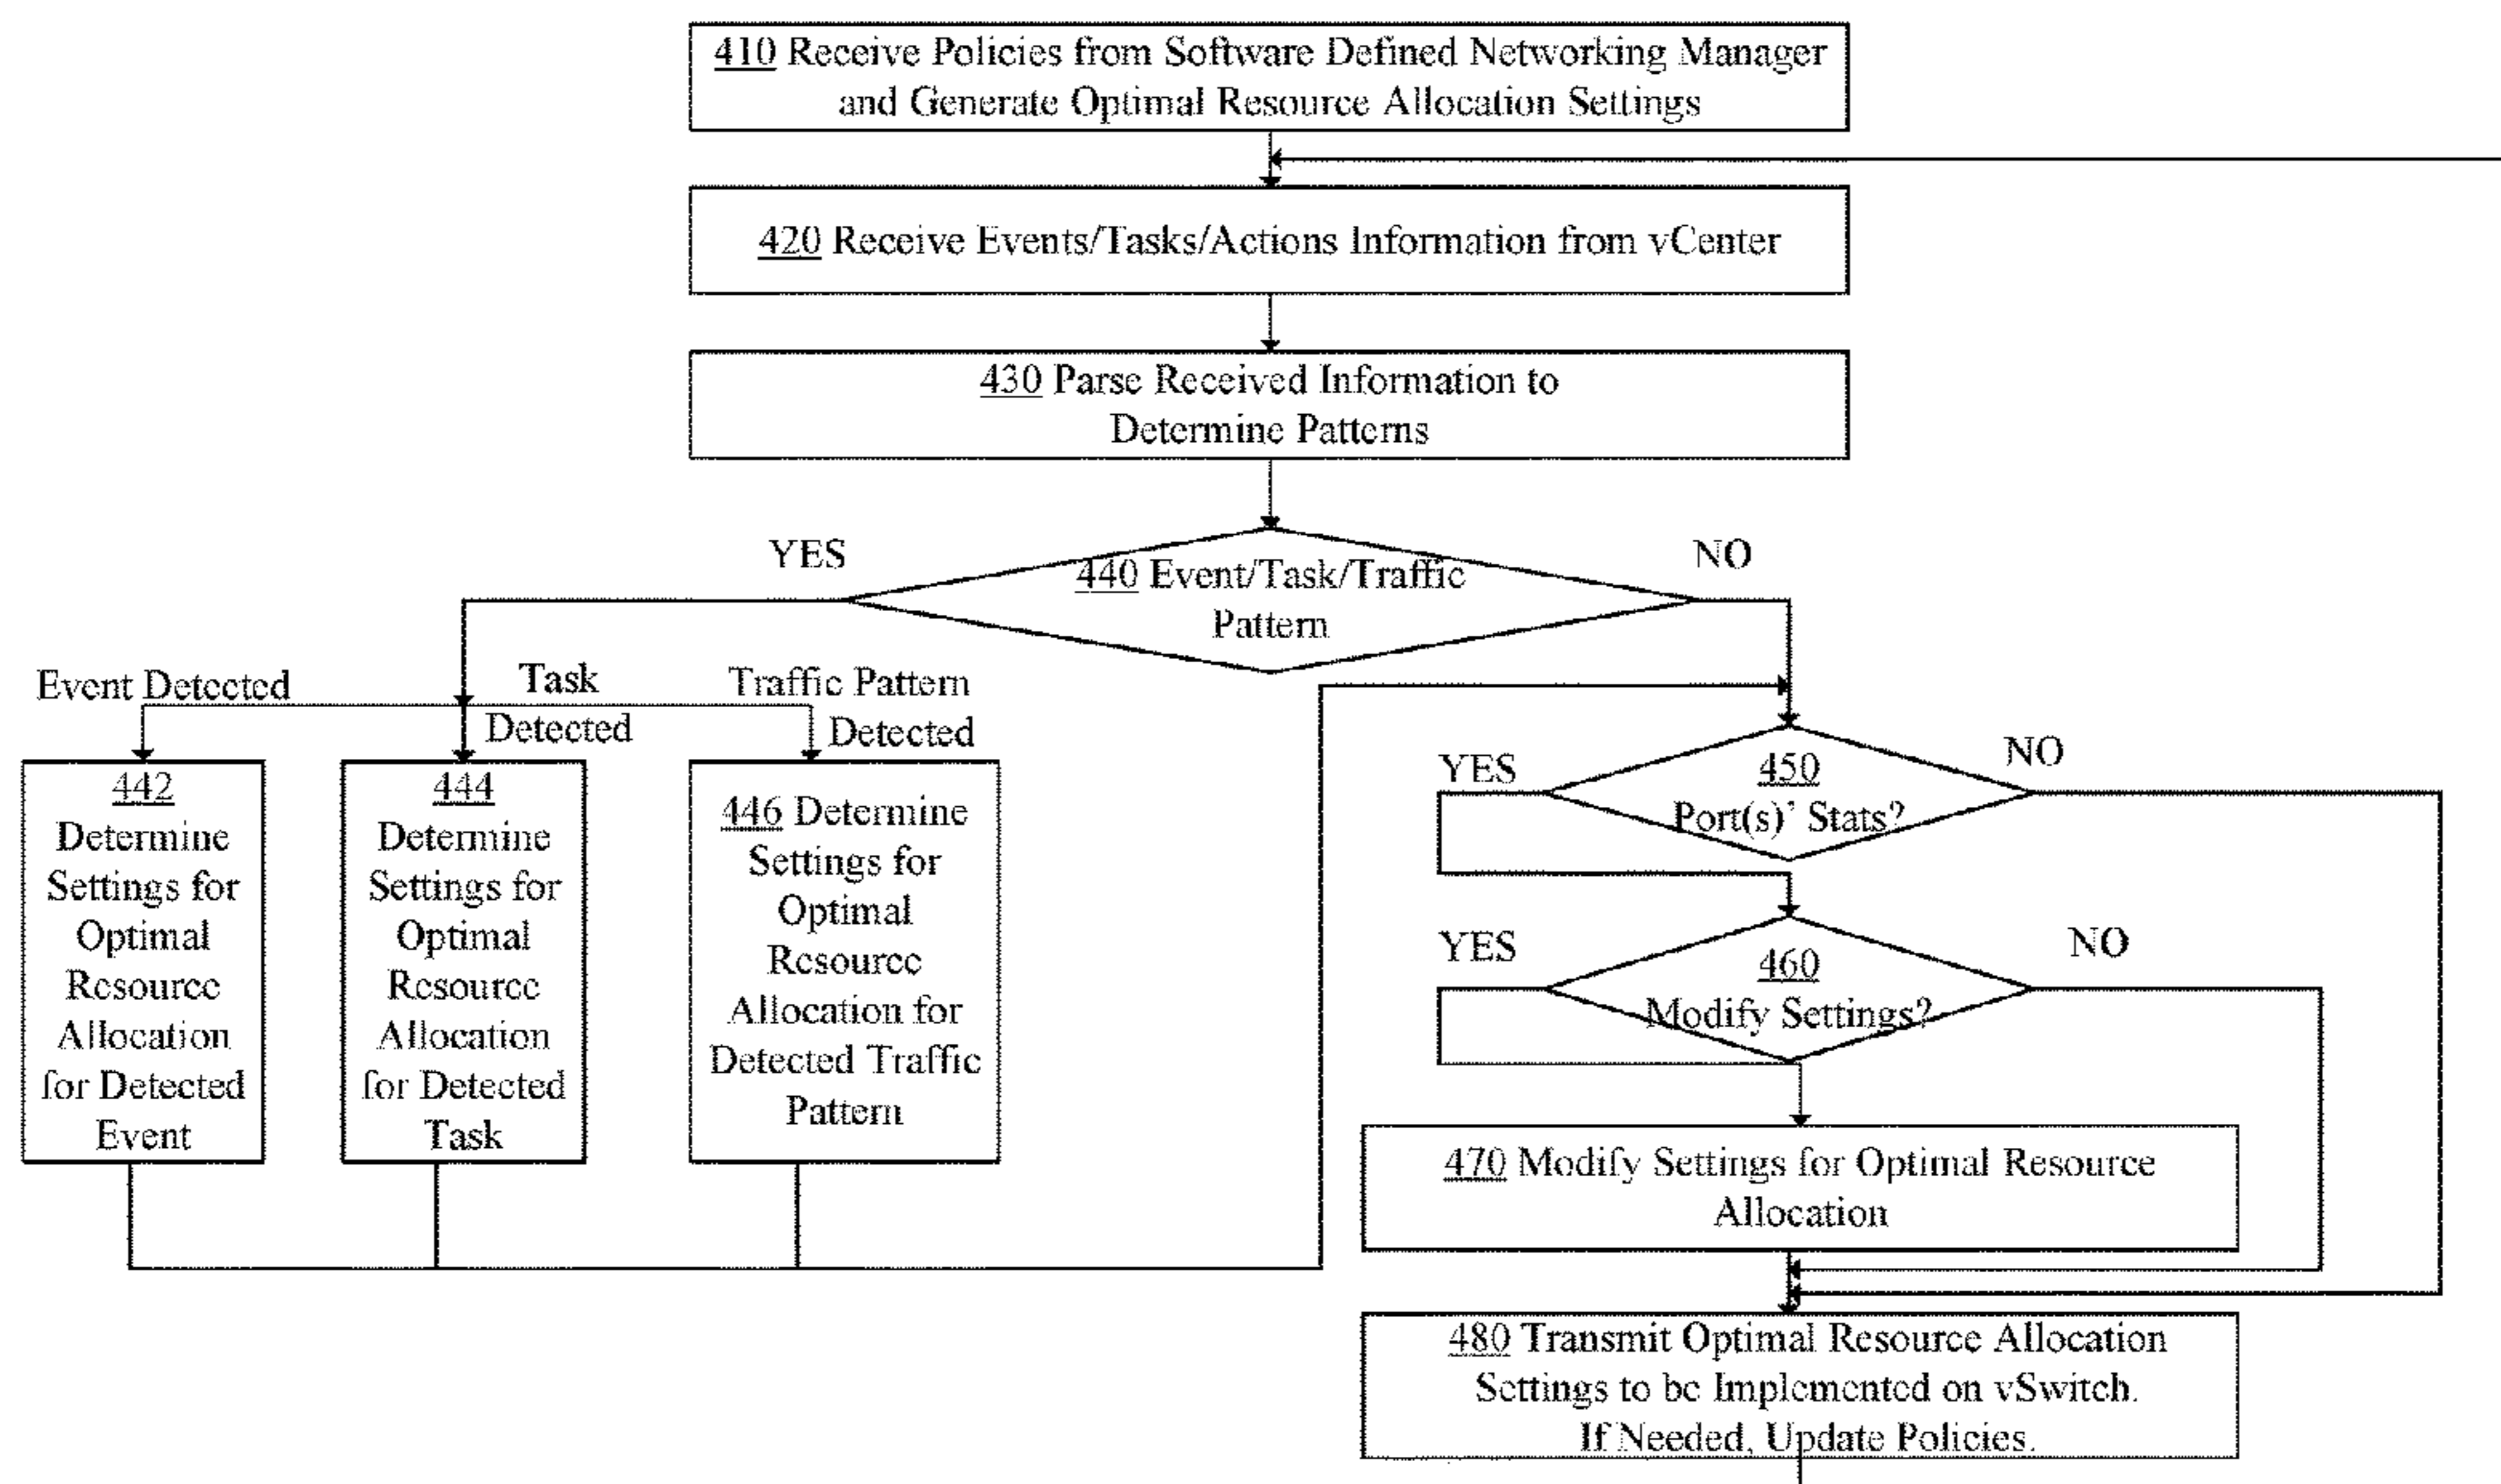 410 Receive Policies from Software Defined Networking Manager
and Generate Optimal Resource Allocation Settings
420 Receive Events/Tasks/Actions Information from vCenter
430 Parse Received Information to
Determine Patterns
YES
NO
440 Event/Task/Traffic
Pattern
Event Detected
Task
Detected
Traffic Pattern
Detected
442
Determine
Settings for
Optimal
Resource
Allocation
for Detected
Event
444
Determine
Settings for
Optimal
Resource
Allocation
for Detected
Task
446 Determine
Settings for
Optimal
Resource
Allocation for
Detected Traffic
Pattern
YES
450
Port(s)' Stats?
NO
YES
460
Modify Settings?
NO
470 Modify Settings for Optimal Resource
Allocation
480 Transmit Optimal Resource Allocation
Settings to be Implemented on vSwitch.
If Needed, Update Policies.